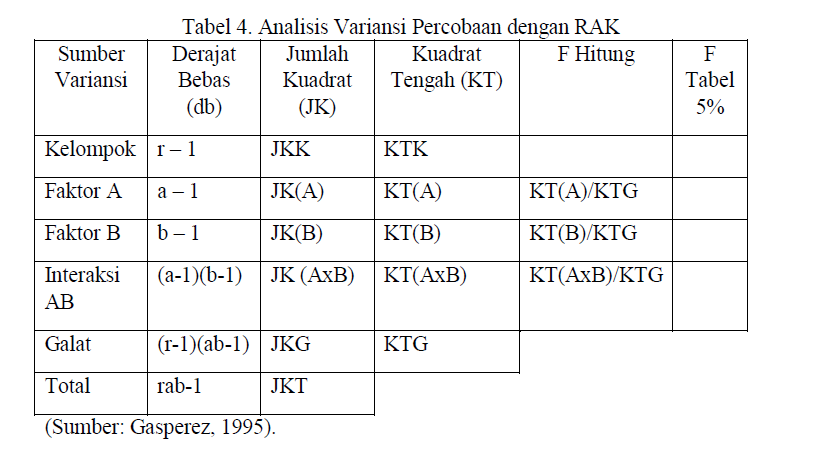 Tabel 4. Analisis Variansi Percobaan dengan RAK
Sumber Variansi | Derajat Bebas (db) | Jumlah Kuadrat (JK) | Kuadrat Tengah (KT) | F Hitung | F Tabel 5%
Kelompok | r – 1 | JKK | KTK
Faktor A | a – 1 | JK(A) | KT(A) | KT(A)/KTG
Faktor B | b – 1 | JK(B) | KT(B) | KT(B)/KTG
Interaksi AB | (a-1)(b-1) | JK (AxB) | KT(AxB) | KT(AxB)/KTG
Galat | (r-1)(ab-1) | JKG | KTG
Total | rab-1 | JKT
(Sumber: Gasperez, 1995).